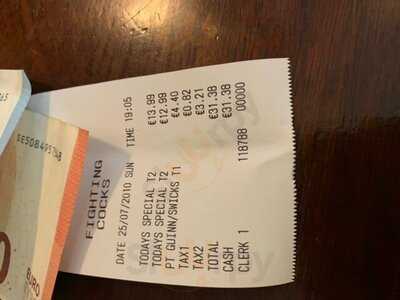 FIGHTING
COCKS
DATE 25/07/2010 SUN TIME 19:05
TODAYS SPECIAL T2 €13.99
TODAYS SPECIAL T2 €12.99
PT GUINN/SWICKS T1 €4.40
TAX1 €0.82
TAX2 €3.21
TOTAL €31.38
CASH €31.38
CLERK 1 118788 00000
EURO